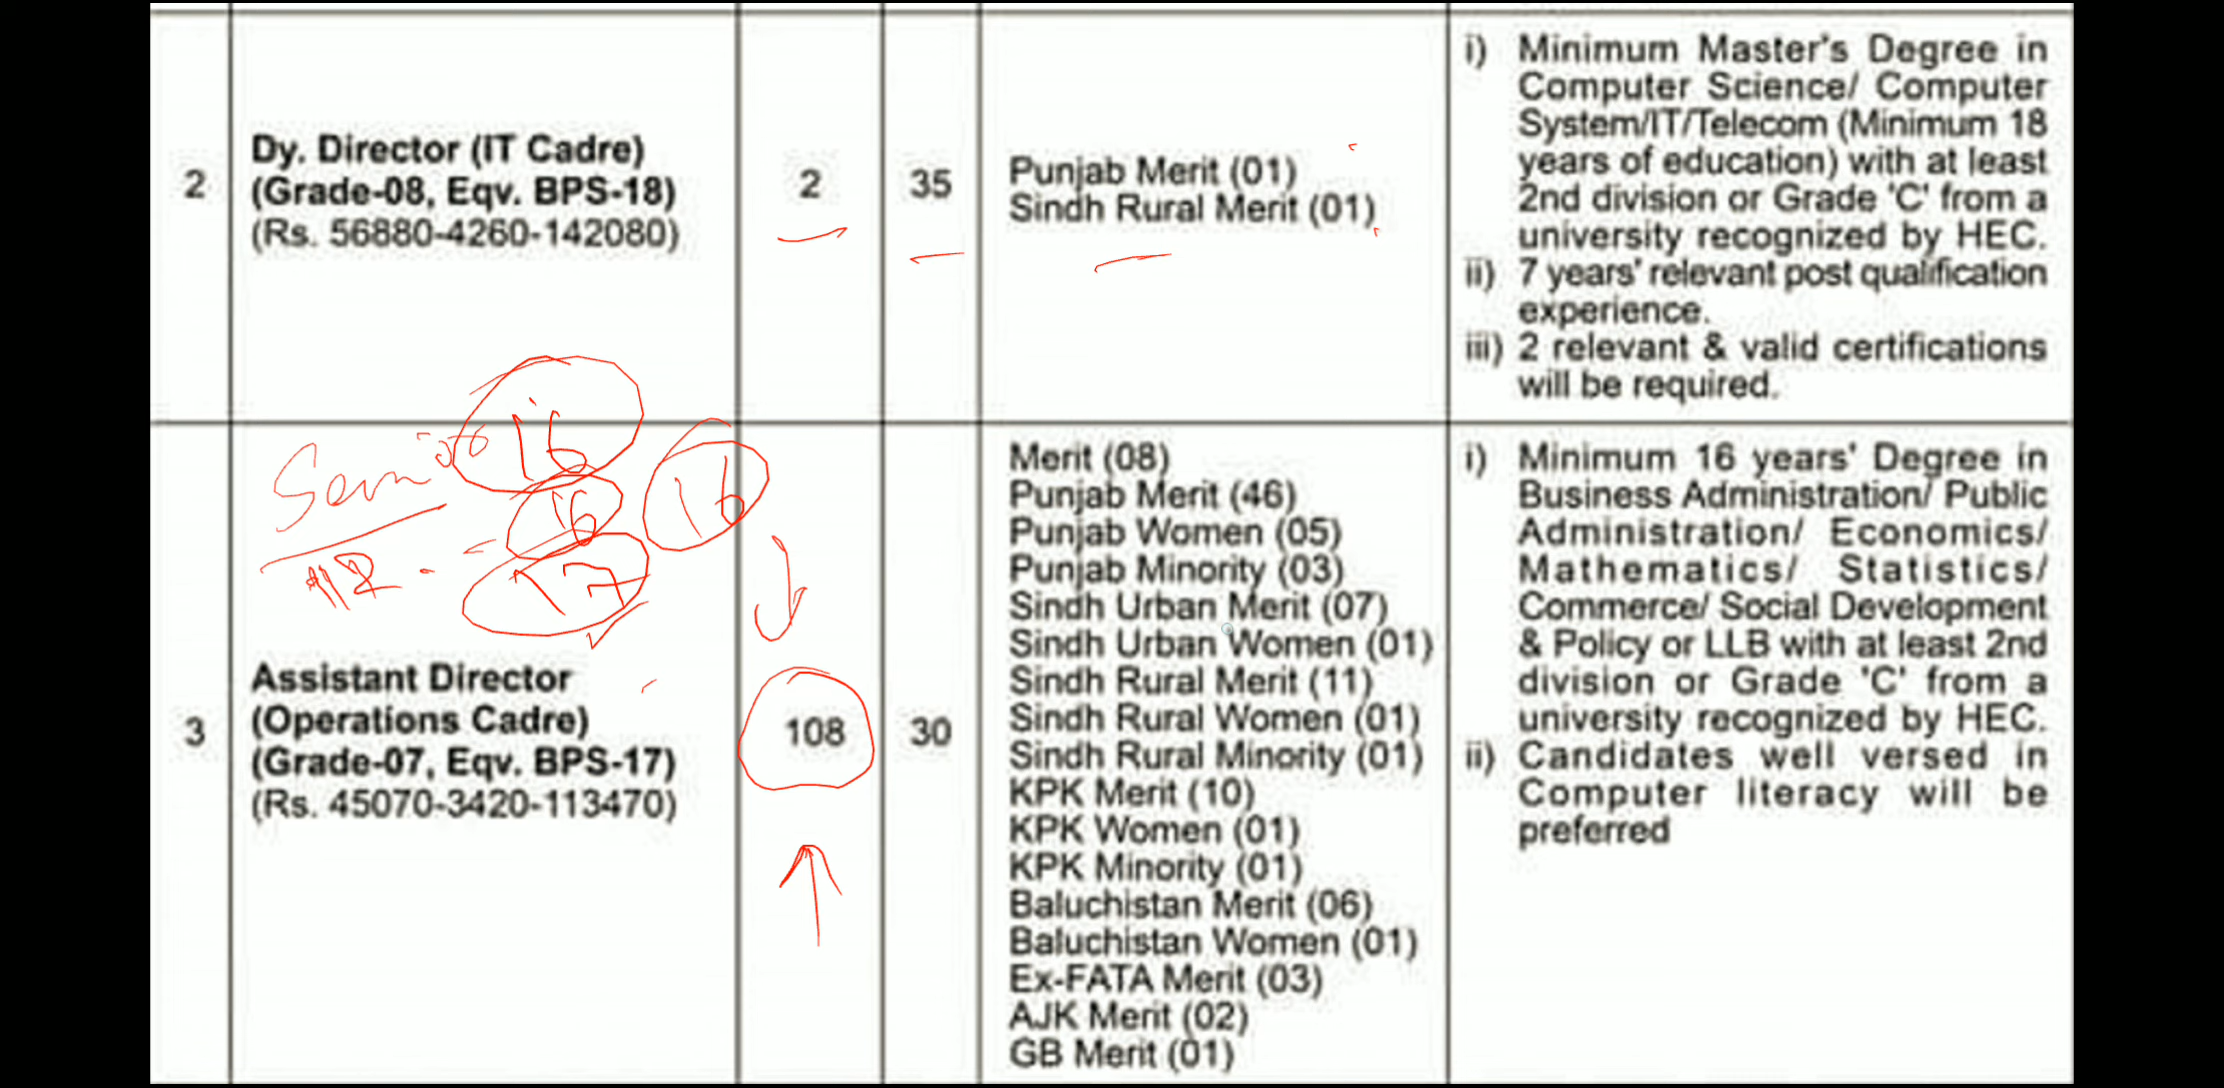 2
Dy. Director (IT Cadre)
(Grade-08, Eqv. BPS-18)
(Rs. 56880-4260-142080)
2
35
Punjab Merit (01)
Sindh Rural Merit (01)
i) Minimum Master's Degree in
Computer Science/ Computer
System/IT/Telecom (Minimum 18
years of education) with at least
2nd division or Grade 'C' from a
university recognized by HEC.
ii) 7 years' relevant post qualification
experience.
iii) 2 relevant & valid certifications
will be required.
16
16
16
17
3
Assistant Director
(Operations Cadre)
(Grade-07, Eqv. BPS-17)
(Rs. 45070-3420-113470)
108
30
Merit (08)
Punjab Merit (46)
Punjab Women (05)
Punjab Minority (03)
Sindh Urban Merit (07)
Sindh Urban Women (01)
Sindh Rural Merit (11)
Sindh Rural Women (01)
Sindh Rural Minority (01)
KPK Merit (10)
KPK Women (01)
KPK Minority (01)
Baluchistan Merit (06)
Baluchistan Women (01)
Ex-FATA Merit (03)
AJK Merit (02)
GB Merit (01)
i) Minimum 16 years' Degree in
Business Administration/ Public
Administration/ Economics/
Mathematics/ Statistics/
Commerce/ Social Development
& Policy or LLB with at least 2nd
division or Grade 'C' from a
university recognized by HEC.
ii) Candidates well versed in
Computer literacy will be
preferred